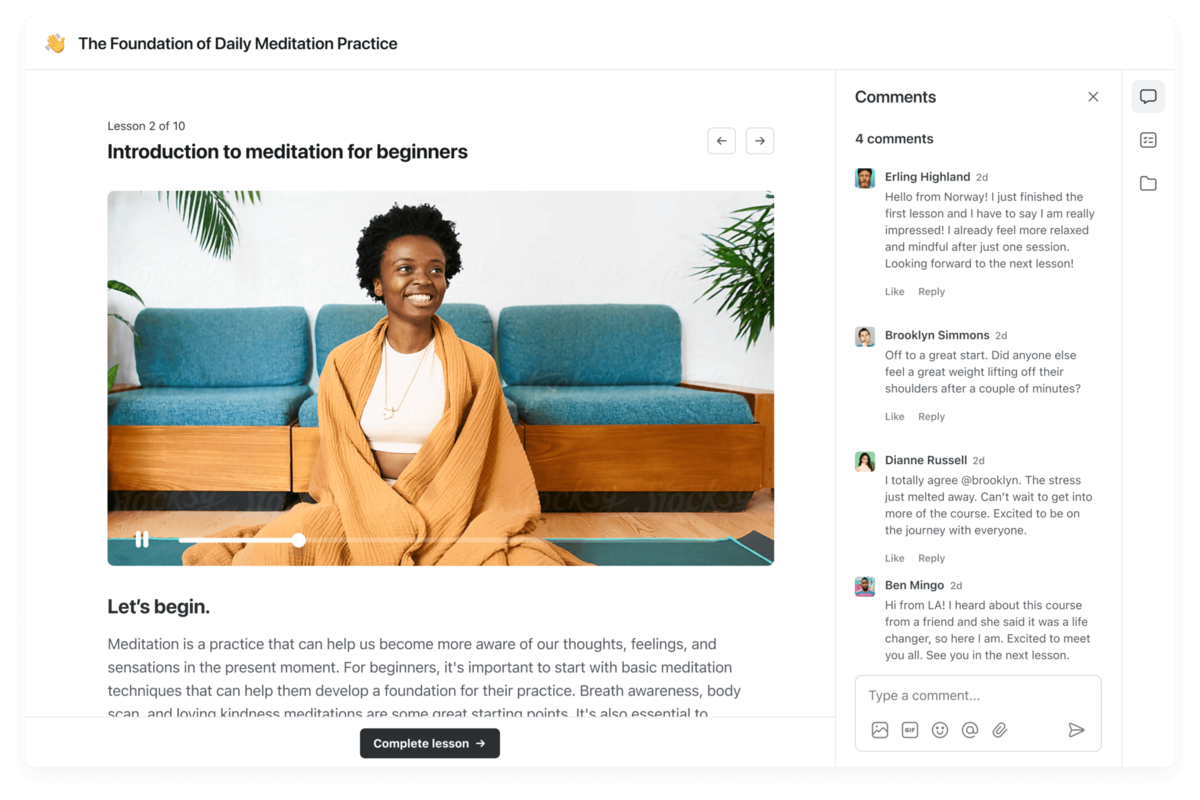 The Foundation of Daily Meditation Practice
Lesson 2 of 10
Introduction to meditation for beginners
Let's begin.
Meditation is a practice that can help us become more aware of our thoughts, feelings, and
sensations in the present moment. For beginners, it's important to start with basic meditation
techniques that can help them develop a foundation for their practice. Breath awareness, body
scan, and loving kindness meditations are some great starting points. It's also essential to
Complete lesson →
Comments
4 comments
Erling Highland 2d
Hello from Norway! I just finished the
first lesson and I have to say I am really
impressed! I already feel more relaxed
and mindful after just one session.
Looking forward to the next lesson!
Like Reply
Brooklyn Simmons 2d
Off to a great start. Did anyone else
feel a great weight lifting off their
shoulders after a couple of minutes?
Like Reply
Dianne Russell 2d
I totally agree @brooklyn. The stress
just melted away. Can't wait to get into
more of the course. Excited to be on
the journey with everyone.
Like Reply
Ben Mingo 2d
Hi from LA! I heard about this course
from a friend and she said it was a life
changer, so here I am. Excited to meet
you all. See you in the next lesson.
Type a comment...
GIF